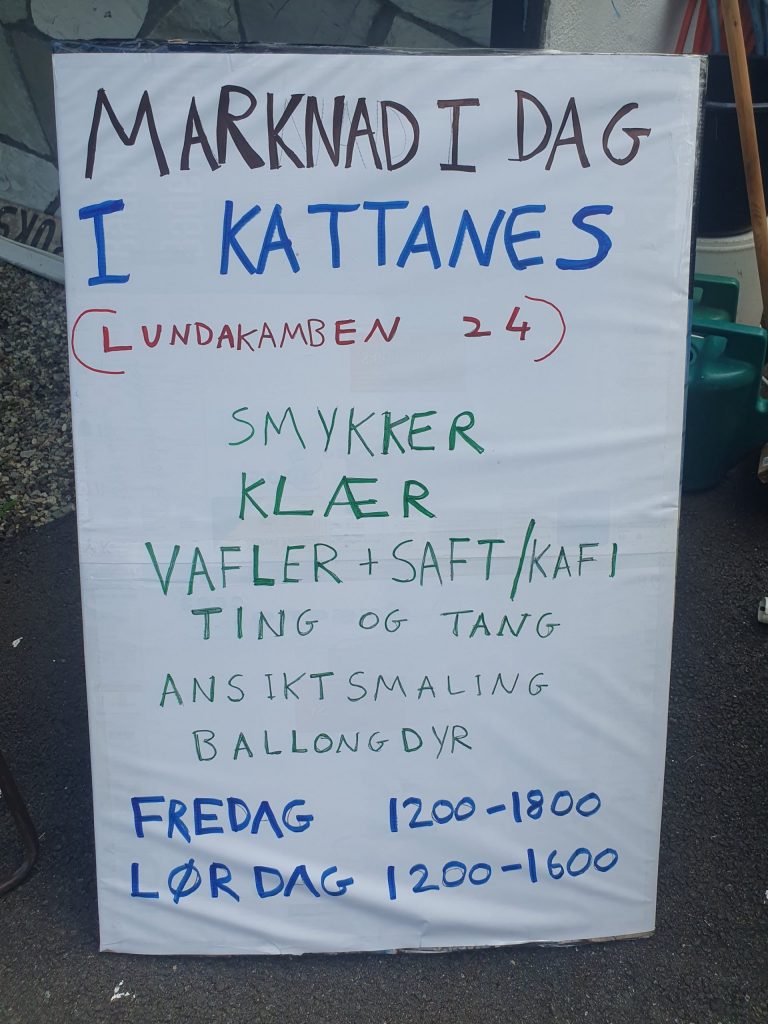 MARKNAD I DAG
I KATTANES
(LUNDAKAMBEN 24)
SMYKKER
KLÆR
VAFLER + SAFT/KAFI
TING OG TANG
ANSIKTSMALING
BALLONGDYR
FREDAG 1200-1800
LØRDAG 1200-1600